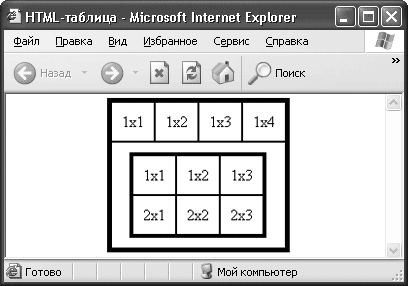 HTML-таблица - Microsoft Internet Explorer
Файл Правка Вид Избранное Сервис Справка
Назад Поиск »
1x1 1x2 1x3 1x4
1x1 1x2 1x3
2x1 2x2 2x3
Готово Мой компьютер